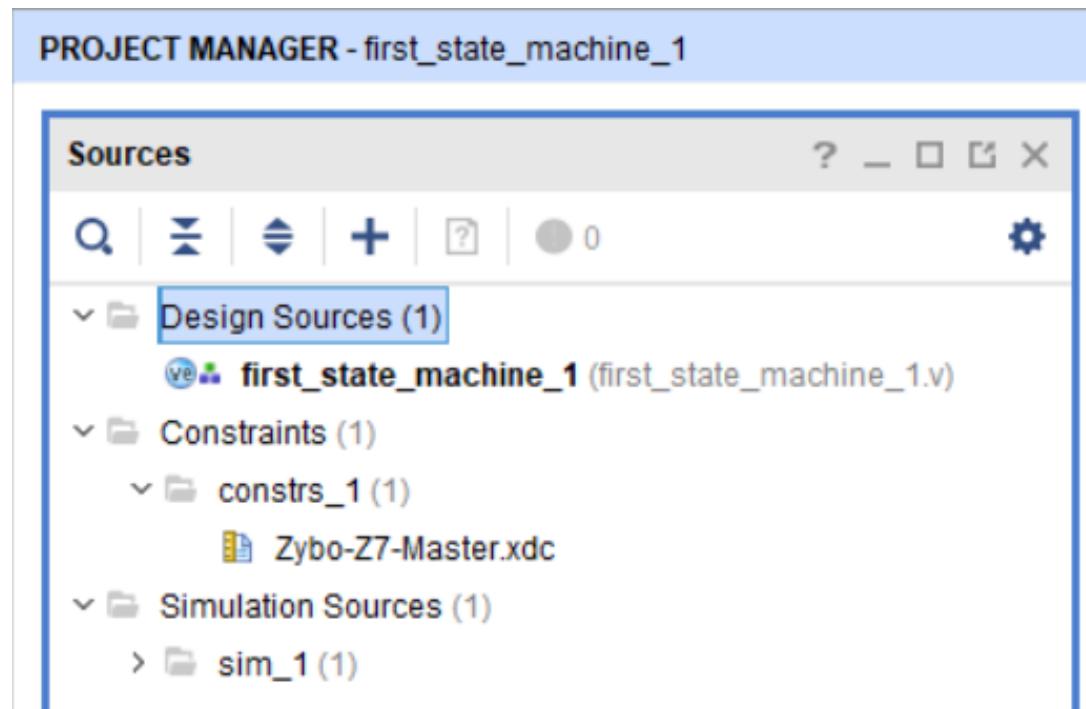 PROJECT MANAGER - first_state_machine_1
Sources
? 
0
Design Sources (1)
ve first_state_machine_1 (first_state_machine_1.v)
Constraints (1)
constrs_1 (1)
Zybo-Z7-Master.xdc
Simulation Sources (1)
sim_1 (1)